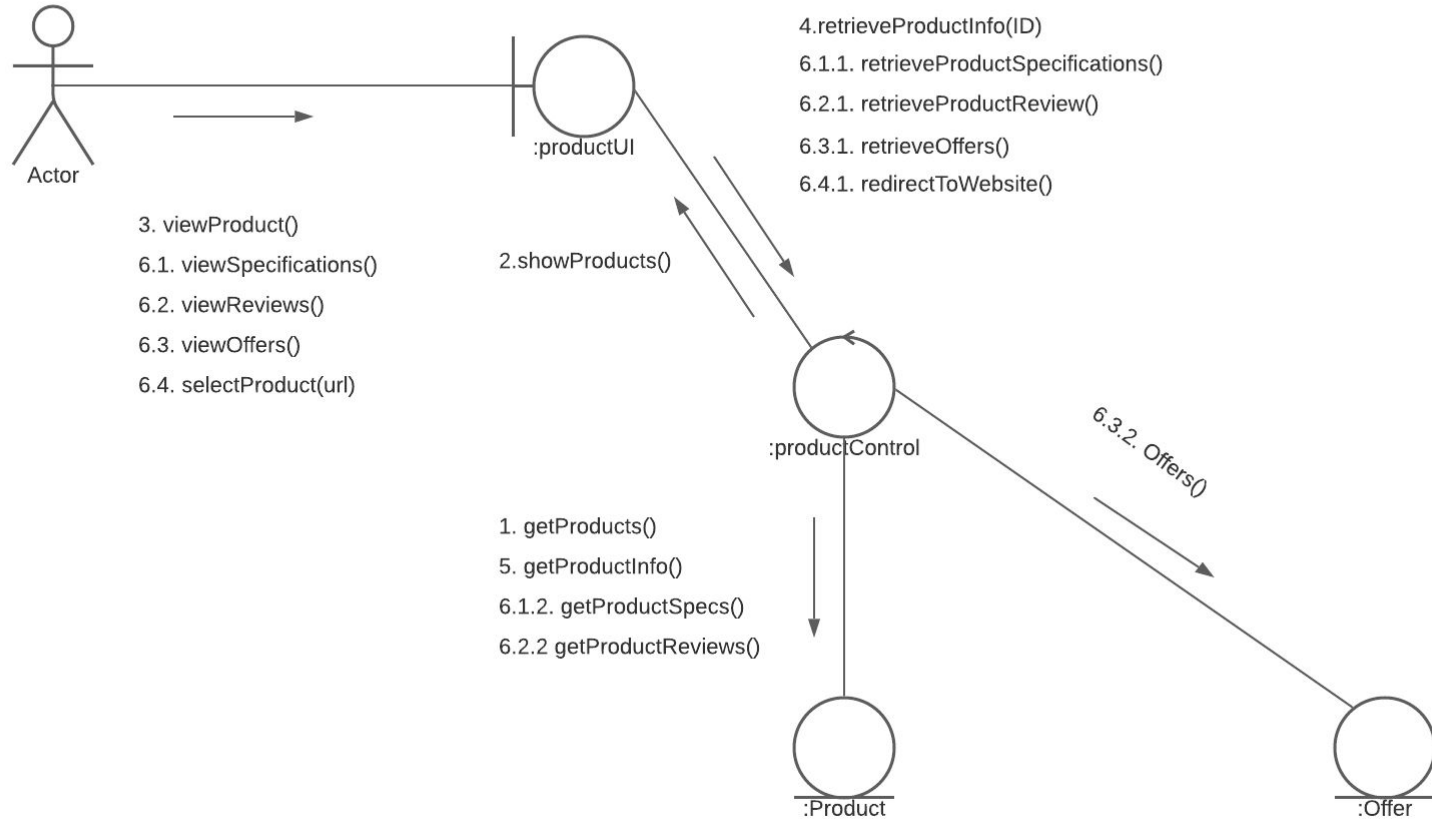 Actor
:productUI
4.retrieveProductInfo(ID)
6.1.1. retrieveProductSpecifications()
6.2.1. retrieveProductReview()
6.3.1. retrieveOffers()
6.4.1. redirectToWebsite()
3. viewProduct()
6.1. viewSpecifications()
6.2. viewReviews()
6.3. viewOffers()
6.4. selectProduct(url)
2.showProducts()
:productControl
6.3.2. Offers()
1. getProducts()
5. getProductInfo()
6.1.2. getProductSpecs()
6.2.2 getProductReviews()
:Product
:Offer